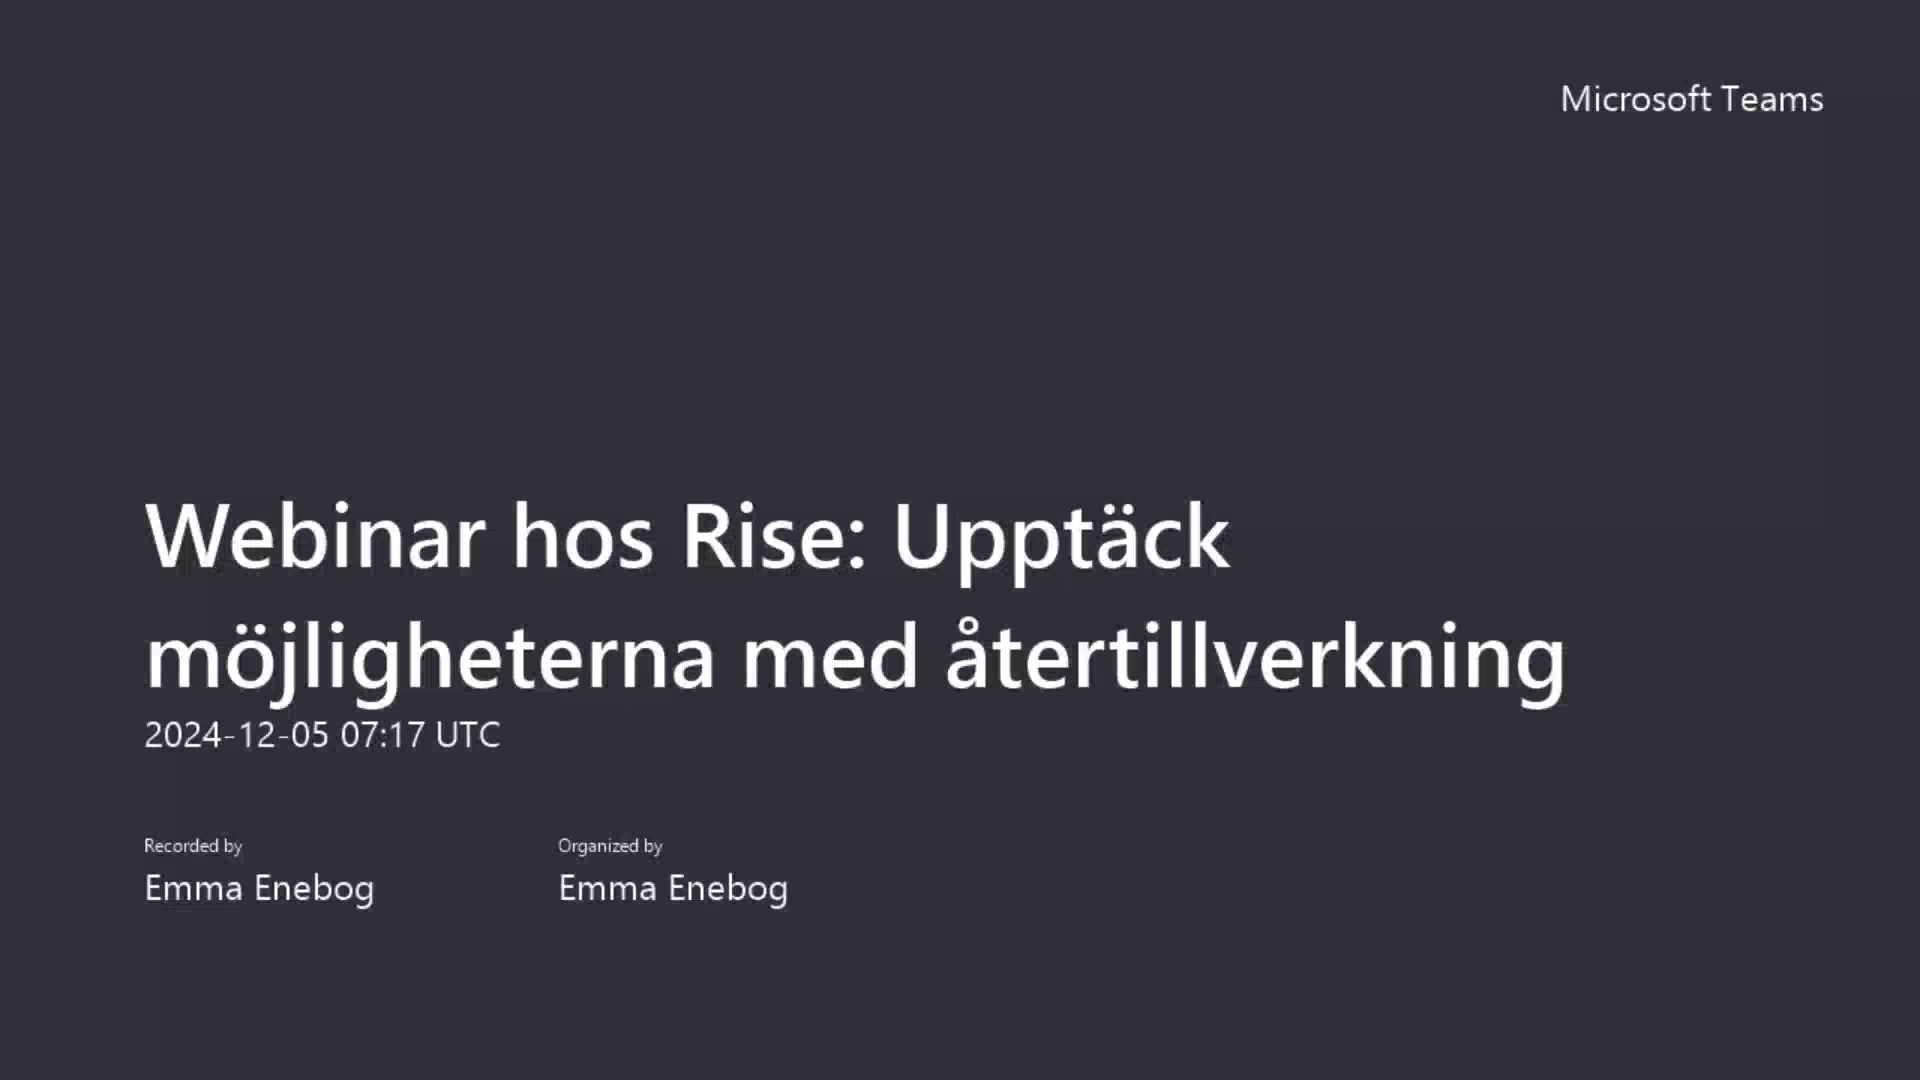 Microsoft Teams
Webinar hos Rise: Upptäck
möjligheterna med återtillverkning
2024-12-05 07:17 UTC
Recorded by
Emma Enebog
Organized by
Emma Enebog